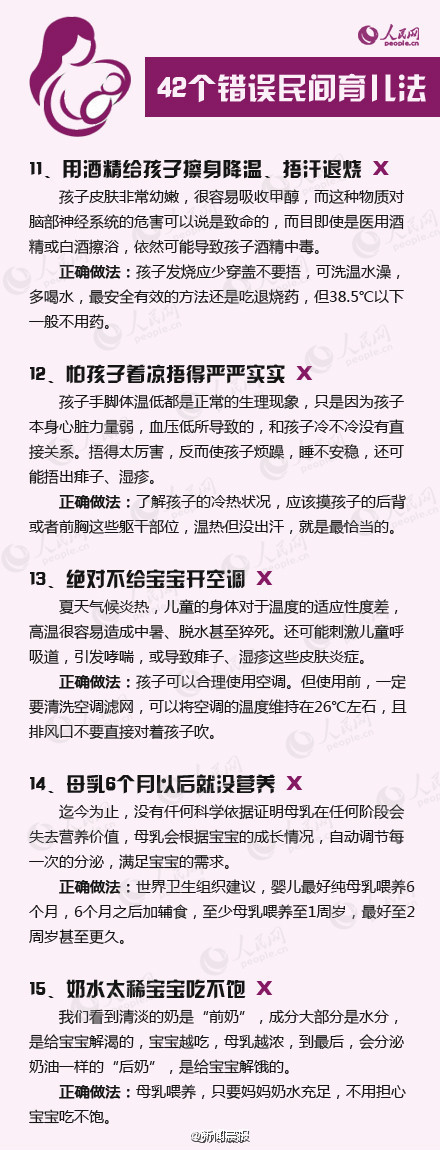 人民网
people.cn
42个错误民间育儿法
11、用酒精给孩子擦身降温、捂汗退烧 X
孩子皮肤非常幼嫩，很容易吸收甲醇，而这种物质对
脑部神经系统的危害可以说是致命的，而且即使是医用酒
精或白酒擦浴，依然可能导致孩子酒精中毒。
正确做法：孩子发烧应少穿盖不要捂，可洗温水澡，
多喝水，最安全有效的方法还是吃退烧药，但38.5℃以下
一般不用药。
12、怕孩子着凉捂得严严实实 X
孩子手脚体温低都是正常的生理现象，只是因为孩子
本身心脏力量弱，血压低所导致的，和孩子冷不冷没有直
接关系。捂得太厉害，反而使孩子烦躁，睡不安稳，还可
能捂出痱子、湿疹。
正确做法：了解孩子的冷热状况，应该摸孩子的后背
或者前胸这些躯干部位，温热但没出汗，就是最恰当的。
13、绝对不给宝宝开空调 X
夏天气候炎热，儿童的身体对于温度的适应性度差，
高温很容易造成中暑、脱水甚至猝死。还可能刺激儿童呼
吸道，引发哮喘，或导致痱子、湿疹这些皮肤炎症。
正确做法：孩子可以合理使用空调。但使用前，一定
要清洗空调滤网，可以将空调的温度维持在26℃左石，且
排风口不要直接对着孩子吹。
14、母乳6个月以后就没营养 X
迄今为止，没有任何科学依据证明母乳在任何阶段会
失去营养价值，母乳会根据宝宝的成长情况，自动调节每
一次的分泌，满足宝宝的需求。
正确做法：世界卫生组织建议，婴儿最好纯母乳喂养6
个月，6个月之后加辅食，至少母乳喂养至1周岁，最好至2
周岁甚至更久。
15、奶水太稀宝宝吃不饱 X
我们看到清淡的奶是“前奶”，成分大部分是水分，
是给宝宝解渴的，宝宝越吃，母乳越浓，到最后，会分泌
奶油一样的“后奶”，是给宝宝解饿的。
正确做法：母乳喂养，只要妈妈奶水充足，不用担心
宝宝吃不饱。
@新闻晨报